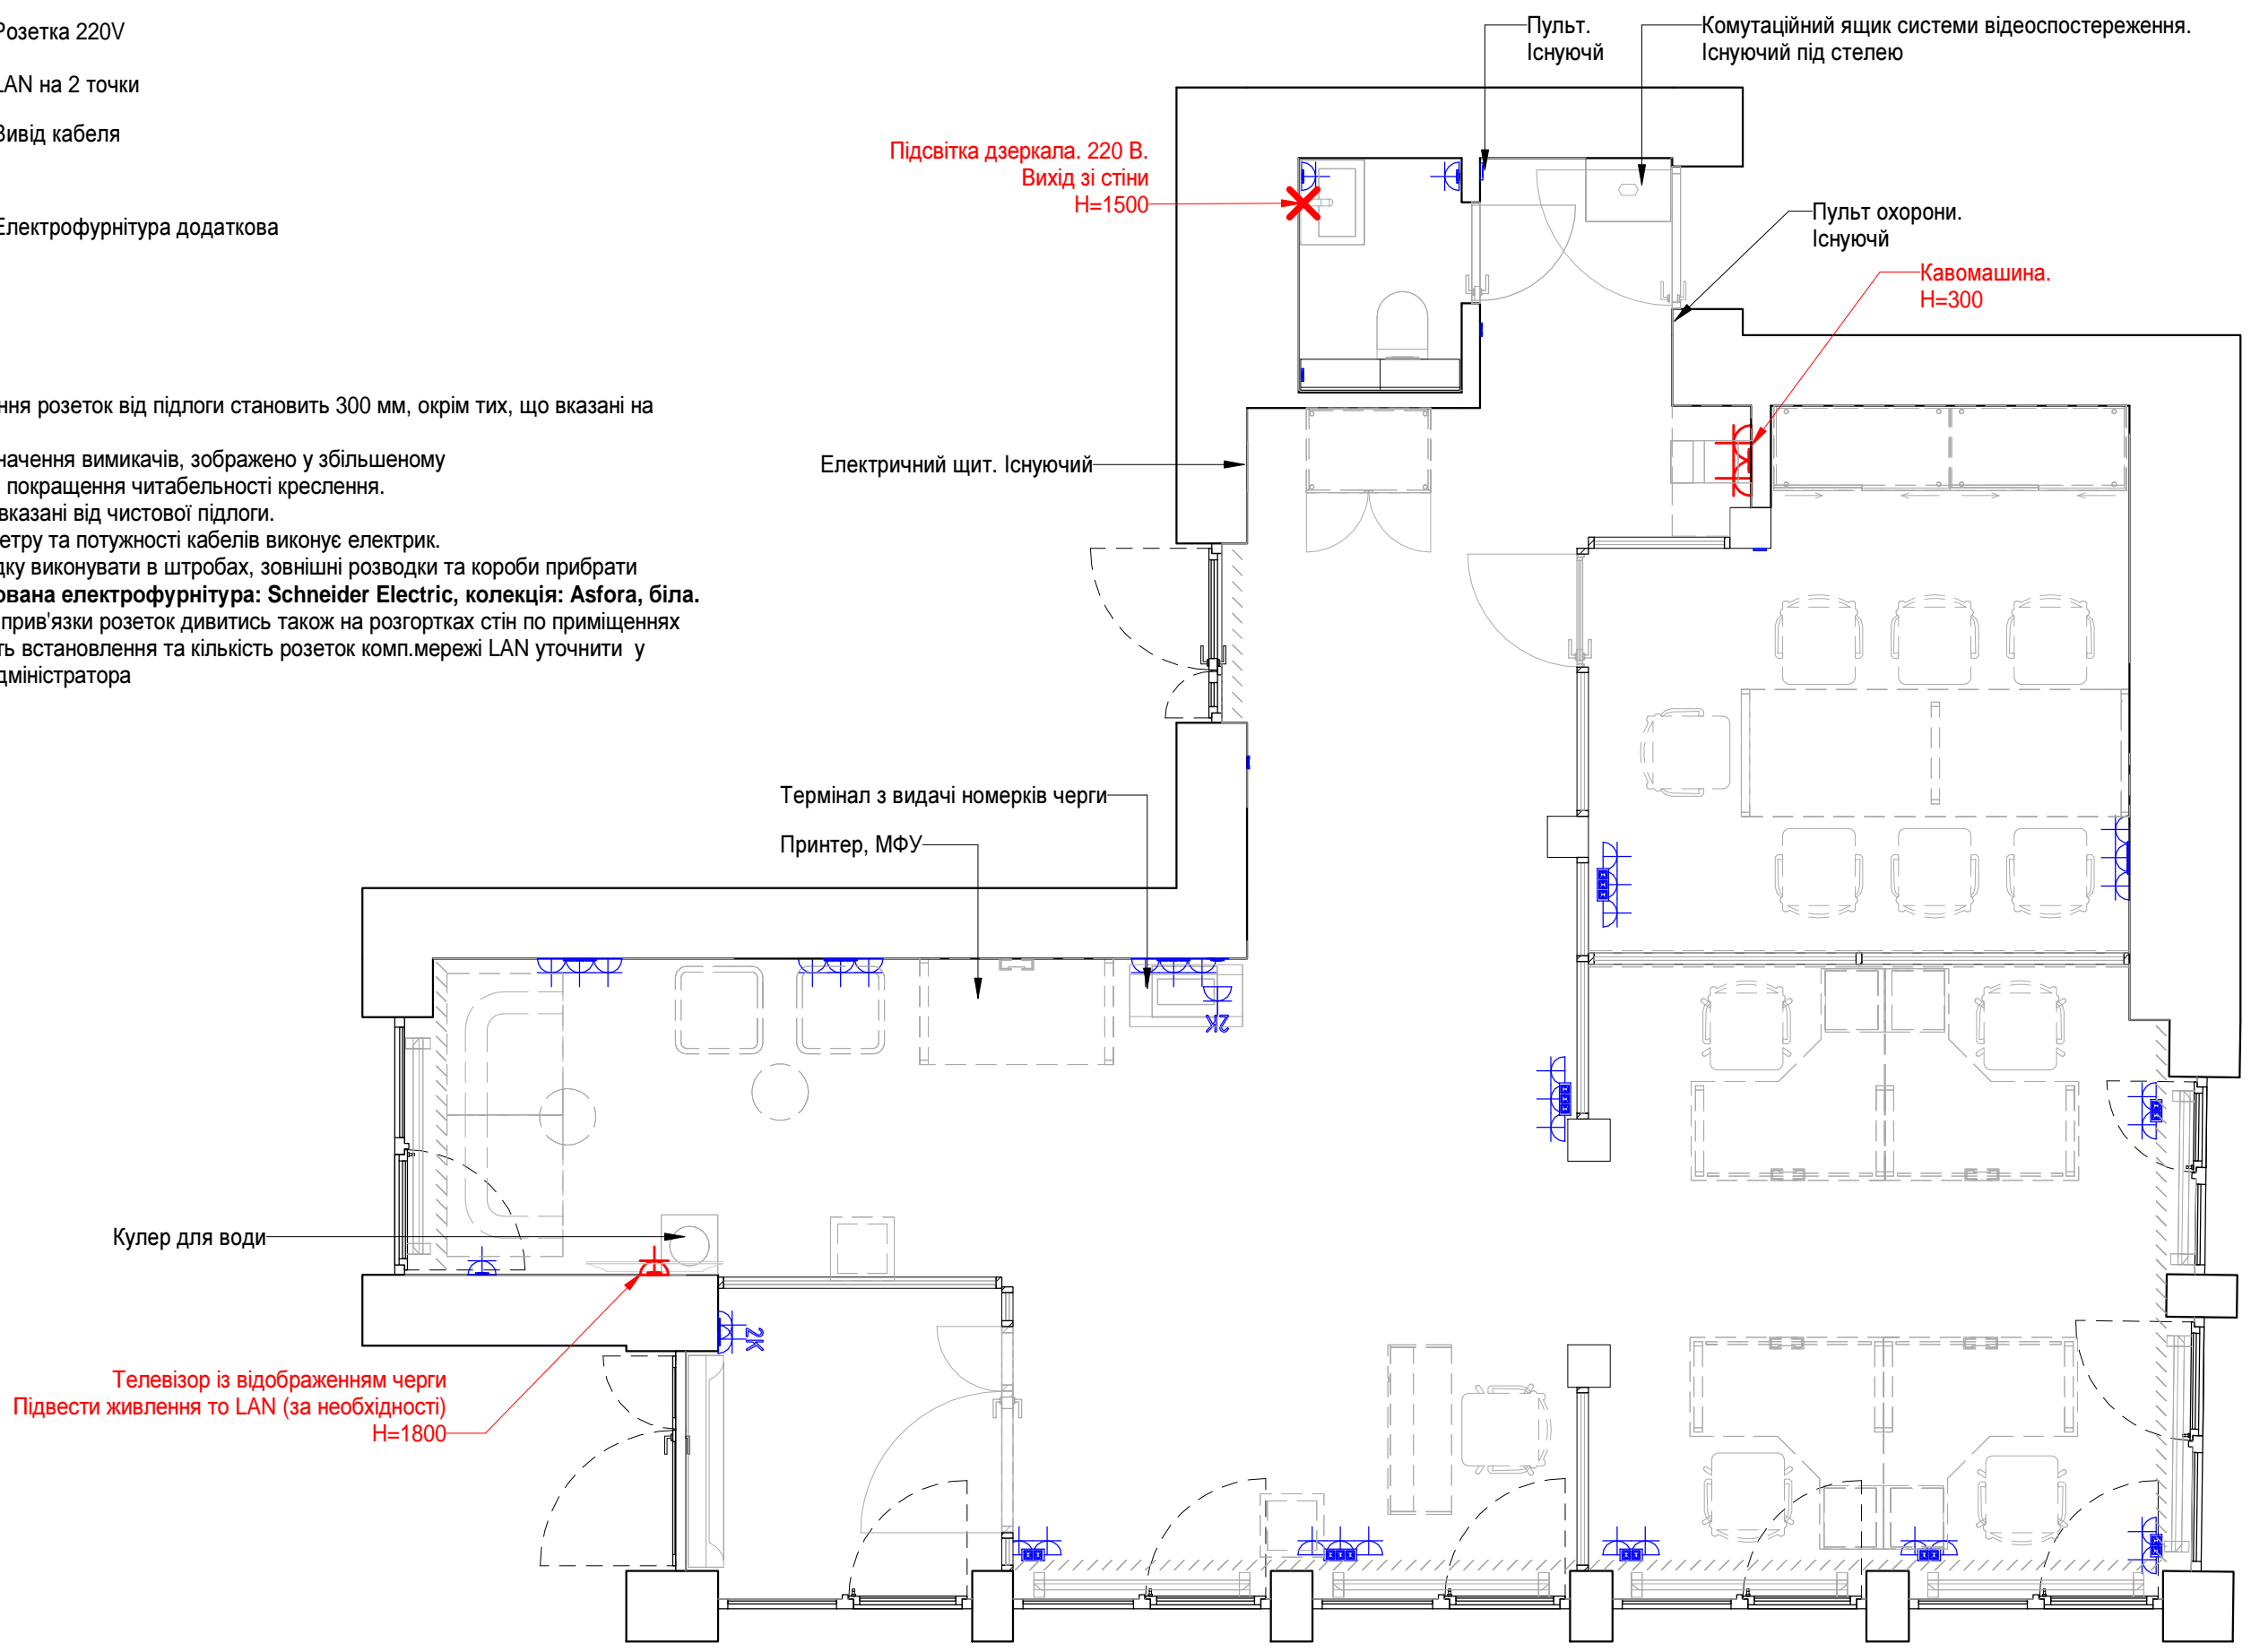 Розетка 220V
LAN на 2 точки
Вивід кабеля
Електрофурнітура додаткова
ння розеток від підлоги становить 300 мм, окрім тих, що вказані на
начення вимикачів, зображено у збільшеному
покращення читабельності креслення.
вказані від чистової підлоги.
етру та потужності кабелів виконує електрик.
дку виконувати в штробах, зовнішні розводки та короби прибрати
ована електрофурнітура: Schneider Electric, колекція: Asfora, біла.
прив'язки розеток дивитись також на розгортках стін по приміщеннях
ть встановлення та кількість розеток комп.мережі LAN уточнити у
дміністратора
Пульт.
Існуючй
Комутаційний ящик системи відеоспостереження.
Існуючий під стелею
Підсвітка дзеркала. 220 В.
Вихід зі стіни
H=1500
Пульт охорони.
Існуючй
Кавомашина.
H=300
Електричний щит. Існуючий
Термінал з видачі номерків черги
Принтер, МФУ
2К
Кулер для води
2К
Телевізор із відображенням черги
Підвести живлення то LAN (за необхідності)
H=1800